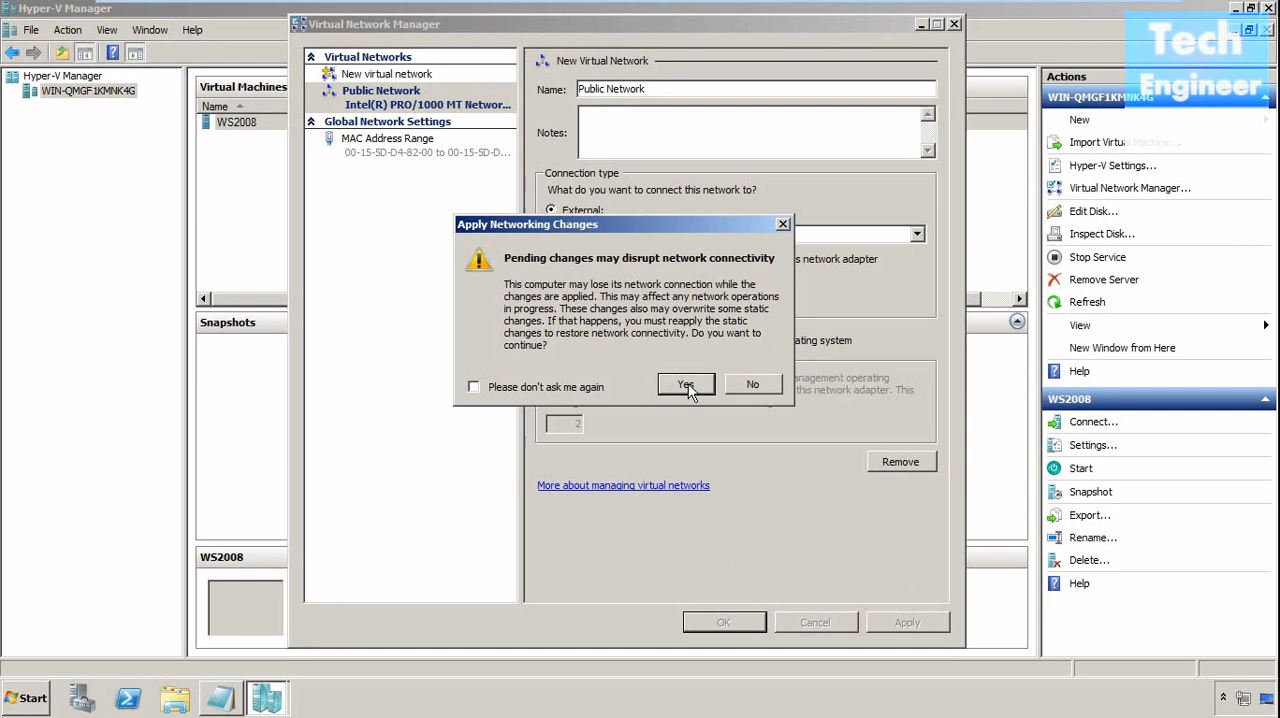 Hyper-V Manager
File Action View Window Help
Hyper-V Manager
WIN-QMGF1KMNK4G
Virtual Machines
Name
WS2008
Snapshots
WS2008
Virtual Network Manager
Virtual Networks
New virtual network
Public Network
Intel(R) PRO/1000 MT Networ...
Global Network Settings
MAC Address Range
00-15-5D-D4-82-00 to 00-15-5D-D...
New Virtual Network
Name: Public Network
Notes:
Connection type
What do you want to connect this network to?
External:
s network adapter
ating system
anagement operating
his network adapter. This
2
Remove
More about managing virtual networks
OK Cancel Apply
Apply Networking Changes
Pending changes may disrupt network connectivity
This computer may lose its network connection while the
changes are applied. This may affect any network operations
in progress. These changes also may overwrite some static
changes. If that happens, you must reapply the static
changes to restore network connectivity. Do you want to
continue?
Please don't ask me again
Yes No
Tech
Engineer
Actions
WIN-QMGF1KMNK4G
New
Import Virtual Machine...
Hyper-V Settings...
Virtual Network Manager...
Edit Disk...
Inspect Disk...
Stop Service
Remove Server
Refresh
View
New Window from Here
Help
WS2008
Connect...
Settings...
Start
Snapshot
Export...
Rename...
Delete...
Help
Start